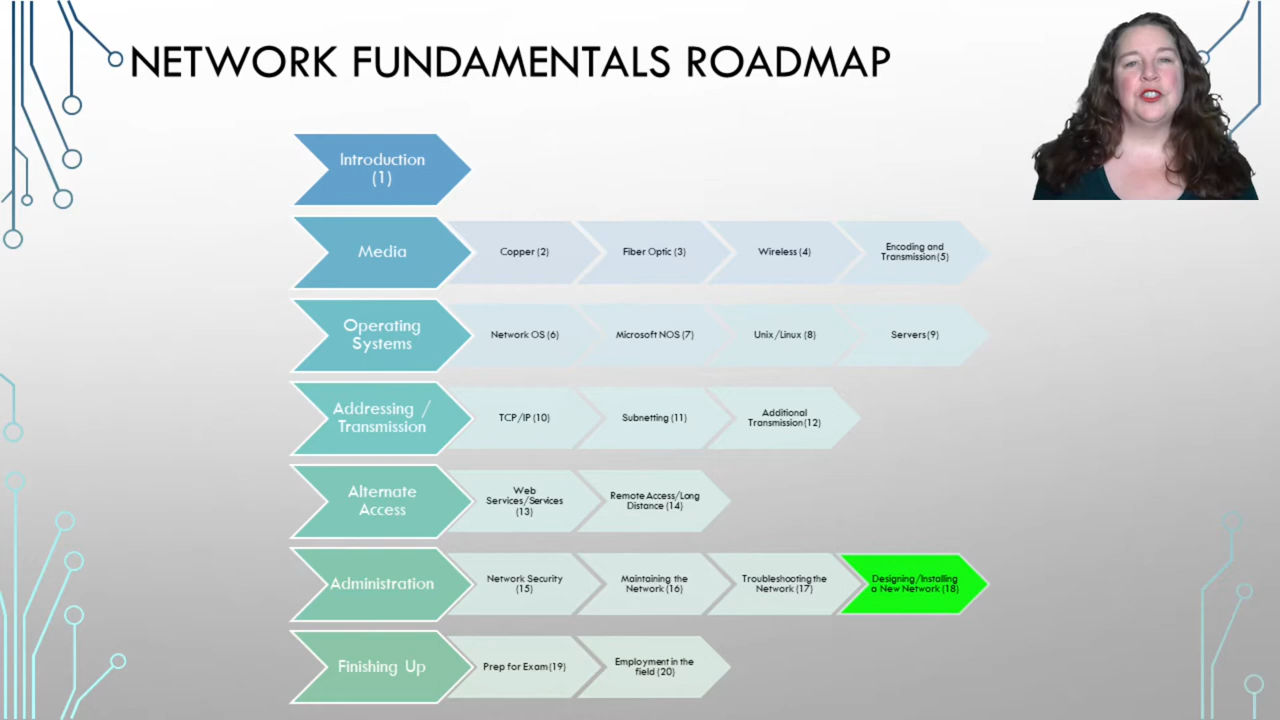 NETWORK FUNDAMENTALS ROADMAP
Introduction
(1)
Media
Copper (2)
Fiber Optic (3)
Wireless (4)
Encoding and
Transmission (5)
Operating
Systems
Network OS (6)
Microsoft NOS (7)
Unix/Linux (8)
Servers (9)
Addressing /
Transmission
TCP/IP (10)
Subnetting (11)
Additional
Transmission (12)
Alternate
Access
Web
Services/Services
(13)
Remote Access/Long
Distance (14)
Administration
Network Security
(15)
Maintaining the
Network (16)
Troubleshooting the
Network (17)
Designing/Installing
a New Network (18)
Finishing Up
Prep for Exam (19)
Employment in the
field (20)